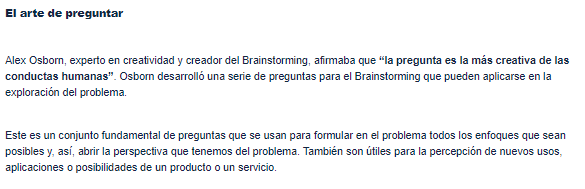 El arte de preguntar
Alex Osborn, experto en creatividad y creador del Brainstorming, afirmaba que “la pregunta es la más creativa de las
conductas humanas”. Osborn desarrolló una serie de preguntas para el Brainstorming que pueden aplicarse en la
exploración del problema.
Este es un conjunto fundamental de preguntas que se usan para formular en el problema todos los enfoques que sean
posibles y, así, abrir la perspectiva que tenemos del problema. También son útiles para la percepción de nuevos usos,
aplicaciones o posibilidades de un producto o un servicio.